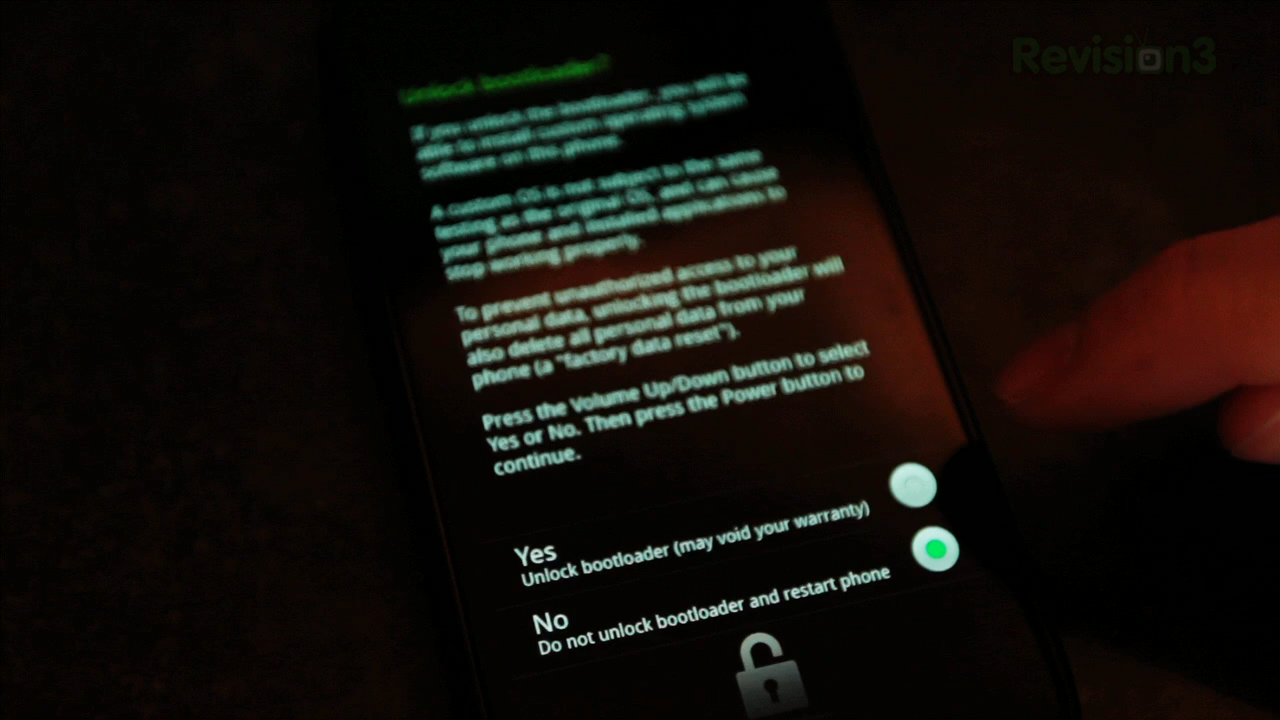 Revision3
Unlock bootloader?
If you unlock the bootloader, you will be
able to install custom operating system
software on this phone.
A custom OS is not subject to the same
testing as the original OS, and can cause
your phone and installed applications to
stop working properly.
To prevent unauthorized access to your
personal data, unlocking the bootloader will
also delete all personal data from your
phone (a "factory data reset").
Press the Volume Up/Down button to select
Yes or No. Then press the Power button to
continue.
Yes
Unlock bootloader (may void your warranty)
No
Do not unlock bootloader and restart phone